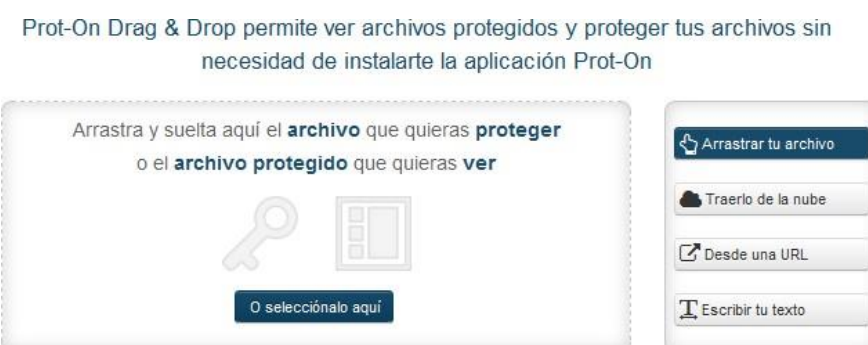 Prot-On Drag & Drop permite ver archivos protegidos y proteger tus archivos sin
necesidad de instalarte la aplicación Prot-On
Arrastra y suelta aquí el archivo que quieras proteger
o el archivo protegido que quieras ver
O selecciónalo aquí
Arrastrar tu archivo
Traerlo de la nube
Desde una URL
Escribir tu texto